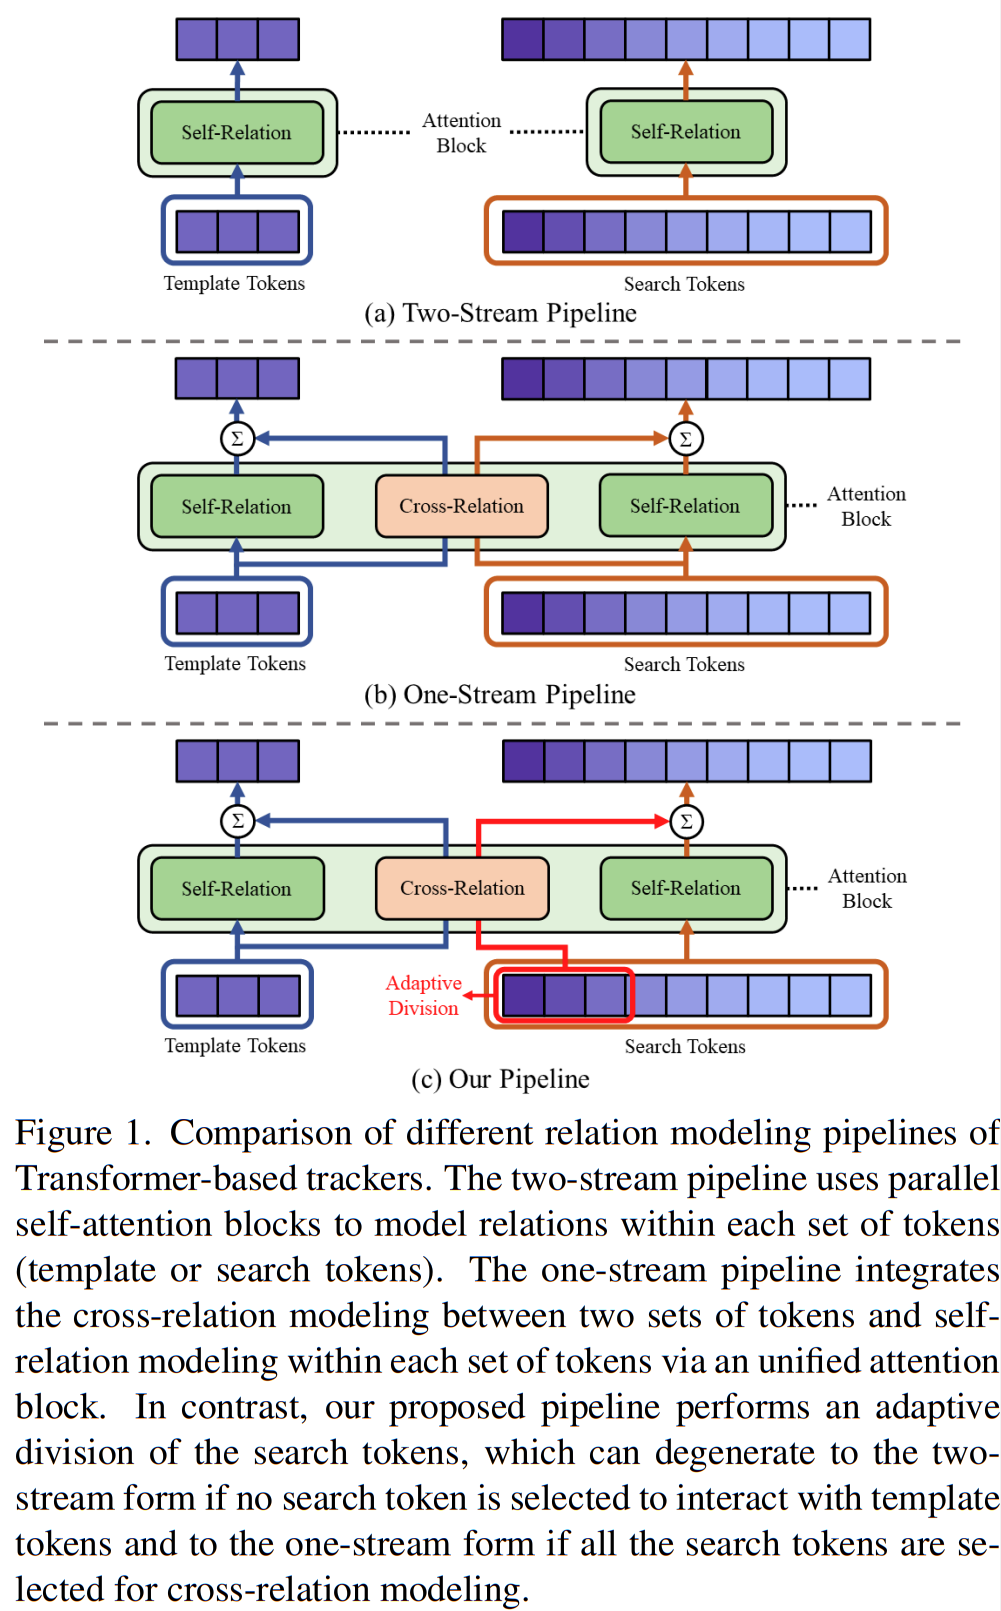 Self-Relation
Attention
Block
Self-Relation
Template Tokens
Search Tokens
(a) Two-Stream Pipeline
Σ
Σ
Self-Relation
Cross-Relation
Self-Relation
Attention
Block
Template Tokens
Search Tokens
(b) One-Stream Pipeline
Σ
Σ
Self-Relation
Cross-Relation
Self-Relation
Attention
Block
Adaptive
Division
Template Tokens
Search Tokens
(c) Our Pipeline
Figure 1. Comparison of different relation modeling pipelines of
Transformer-based trackers. The two-stream pipeline uses parallel
self-attention blocks to model relations within each set of tokens
(template or search tokens). The one-stream pipeline integrates
the cross-relation modeling between two sets of tokens and self-
relation modeling within each set of tokens via an unified attention
block. In contrast, our proposed pipeline performs an adaptive
division of the search tokens, which can degenerate to the two-
stream form if no search token is selected to interact with template
tokens and to the one-stream form if all the search tokens are se-
lected for cross-relation modeling.